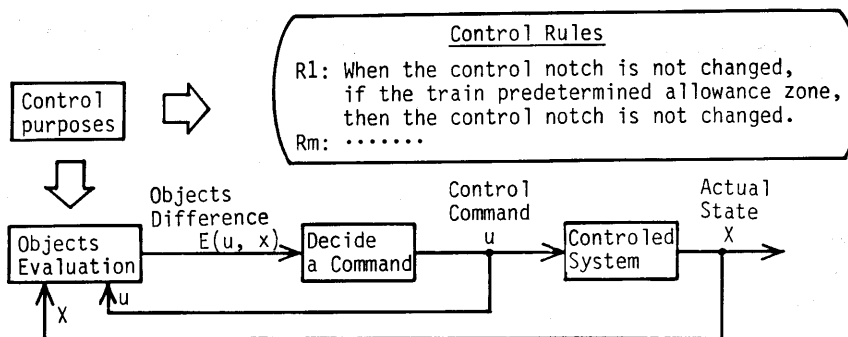 Control Rules
R1: When the control notch is not changed,
if the train predetermined allowance zone,
then the control notch is not changed.
Rm: ·······
Control
purposes
Objects
Difference
E(u, x)
Control
Command
u
Actual
State
X
Objects
Evaluation
Decide
a Command
Controled
System
X
u